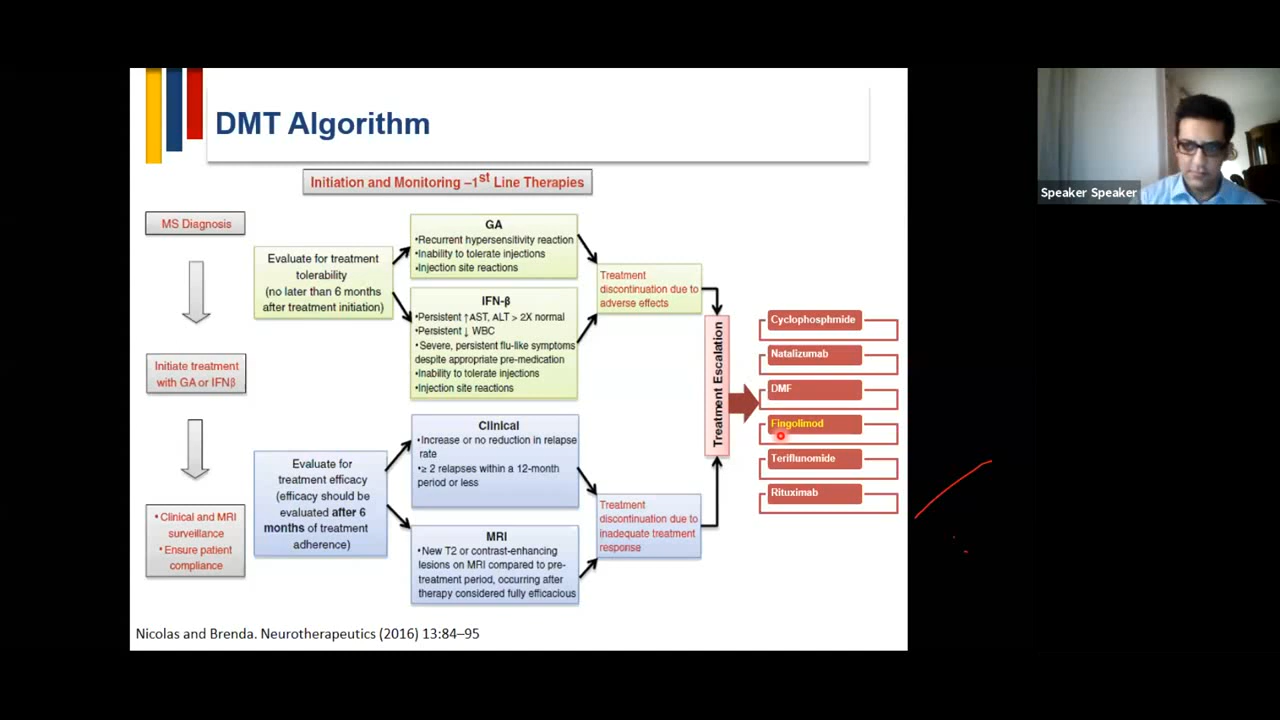 DMT Algorithm
Initiation and Monitoring –1st Line Therapies
MS Diagnosis
Initiate treatment
with GA or IFNβ
• Clinical and MRI
surveillance
• Ensure patient
compliance
Evaluate for treatment
tolerability
(no later than 6 months
after treatment initiation)
GA
•Recurrent hypersensitivity reaction
•Inability to tolerate injections
•Injection site reactions
IFN-β
•Persistent ↑AST, ALT > 2X normal
•Persistent ↓ WBC
•Severe, persistent flu-like symptoms
despite appropriate pre-medication
•Inability to tolerate injections
•Injection site reactions
Treatment
discontinuation due to
adverse effects
Evaluate for
treatment efficacy
(efficacy should be
evaluated after 6
months of treatment
adherence)
Clinical
•Increase or no reduction in relapse
rate
•≥ 2 relapses within a 12-month
period or less
MRI
•New T2 or contrast-enhancing
lesions on MRI compared to pre-
treatment period, occurring after
therapy considered fully efficacious
Treatment
discontinuation due to
inadequate treatment
response
Treatment Escalation
Cyclophosphmide
Natalizumab
DMF
Fingolimod
Teriflunomide
Rituximab
Nicolas and Brenda. Neurotherapeutics (2016) 13:84–95
Speaker Speaker